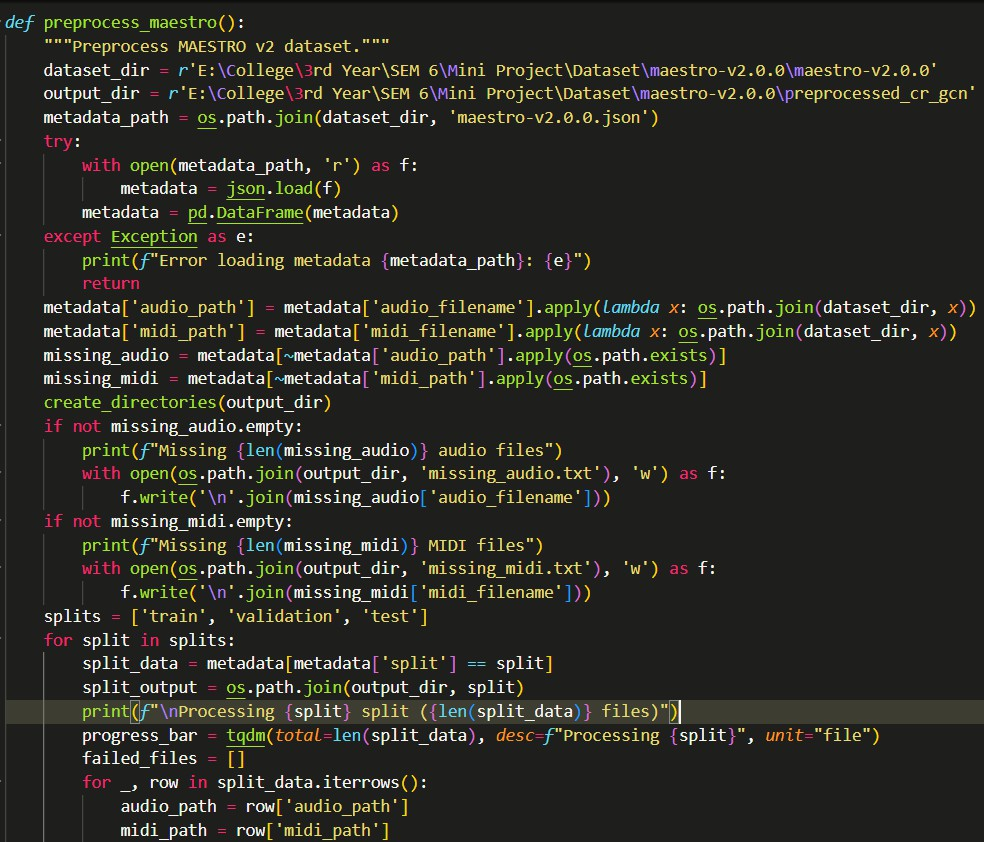 def preprocess_maestro():
    """Preprocess MAESTRO v2 dataset."""
    dataset_dir = r'E:\College\3rd Year\SEM 6\Mini Project\Dataset\maestro-v2.0.0\maestro-v2.0.0'
    output_dir = r'E:\College\3rd Year\SEM 6\Mini Project\Dataset\maestro-v2.0.0\preprocessed_cr_gcn'
    metadata_path = os.path.join(dataset_dir, 'maestro-v2.0.0.json')
    try:
        with open(metadata_path, 'r') as f:
            metadata = json.load(f)
        metadata = pd.DataFrame(metadata)
    except Exception as e:
        print(f"Error loading metadata {metadata_path}: {e}")
        return
    metadata['audio_path'] = metadata['audio_filename'].apply(lambda x: os.path.join(dataset_dir, x))
    metadata['midi_path'] = metadata['midi_filename'].apply(lambda x: os.path.join(dataset_dir, x))
    missing_audio = metadata[~metadata['audio_path'].apply(os.path.exists)]
    missing_midi = metadata[~metadata['midi_path'].apply(os.path.exists)]
    create_directories(output_dir)
    if not missing_audio.empty:
        print(f"Missing {len(missing_audio)} audio files")
        with open(os.path.join(output_dir, 'missing_audio.txt'), 'w') as f:
            f.write('\n'.join(missing_audio['audio_filename']))
    if not missing_midi.empty:
        print(f"Missing {len(missing_midi)} MIDI files")
        with open(os.path.join(output_dir, 'missing_midi.txt'), 'w') as f:
            f.write('\n'.join(missing_midi['midi_filename']))
    splits = ['train', 'validation', 'test']
    for split in splits:
        split_data = metadata[metadata['split'] == split]
        split_output = os.path.join(output_dir, split)
        print(f"\nProcessing {split} split ({len(split_data)} files)")
        progress_bar = tqdm(total=len(split_data), desc=f"Processing {split}", unit="file")
        failed_files = []
        for _, row in split_data.iterrows():
            audio_path = row['audio_path']
            midi_path = row['midi_path']